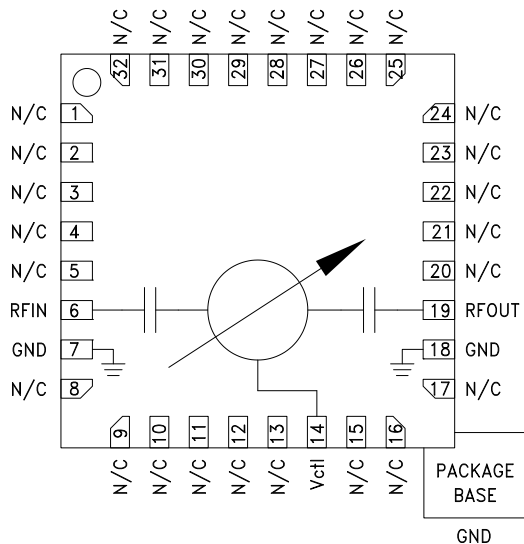 N/C N/C N/C N/C N/C N/C N/C N/C
32 31 30 29 28 27 26 25
N/C 1 24 N/C
N/C 2 23 N/C
N/C 3 22 N/C
N/C 4 21 N/C
N/C 5 20 N/C
RFIN 6 19 RFOUT
GND 7 18 GND
N/C 8 17 N/C
9 10 11 12 13 14 15 16
N/C N/C N/C N/C N/C Vctl N/C N/C
PACKAGE
BASE
GND